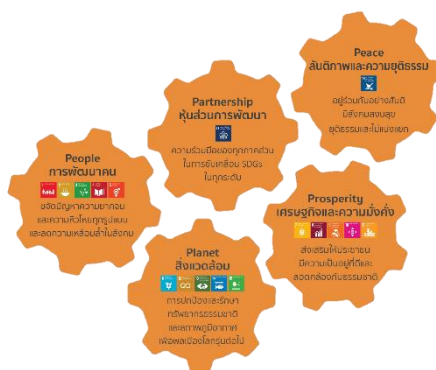 Peace
สันติภาพและความยุติธรรม
อยู่ร่วมกันอย่างสันติ
มีสังคมสงบสุข
ยุติธรรมและไม่แบ่งแยก
Partnership
หุ้นส่วนการพัฒนา
ความร่วมมือของทุกภาคส่วน
ในการขับเคลื่อน SDGs
ในทุกระดับ
People
การพัฒนาคน
ขจัดปัญหาความยากจน
และความหิวโหยทุกรูปแบบ
และลดความเหลื่อมล้ำในสังคม
Prosperity
เศรษฐกิจและความมั่งคั่ง
ส่งเสริมให้ประชาชน
มีความเป็นอยู่ที่ดีและ
สอดคล้องกับธรรมชาติ
Planet
สิ่งแวดล้อม
การปกป้องและรักษา
ทรัพยากรธรรมชาติ
และสภาพภูมิอากาศ
เพื่อพลเมืองโลกรุ่นต่อไป